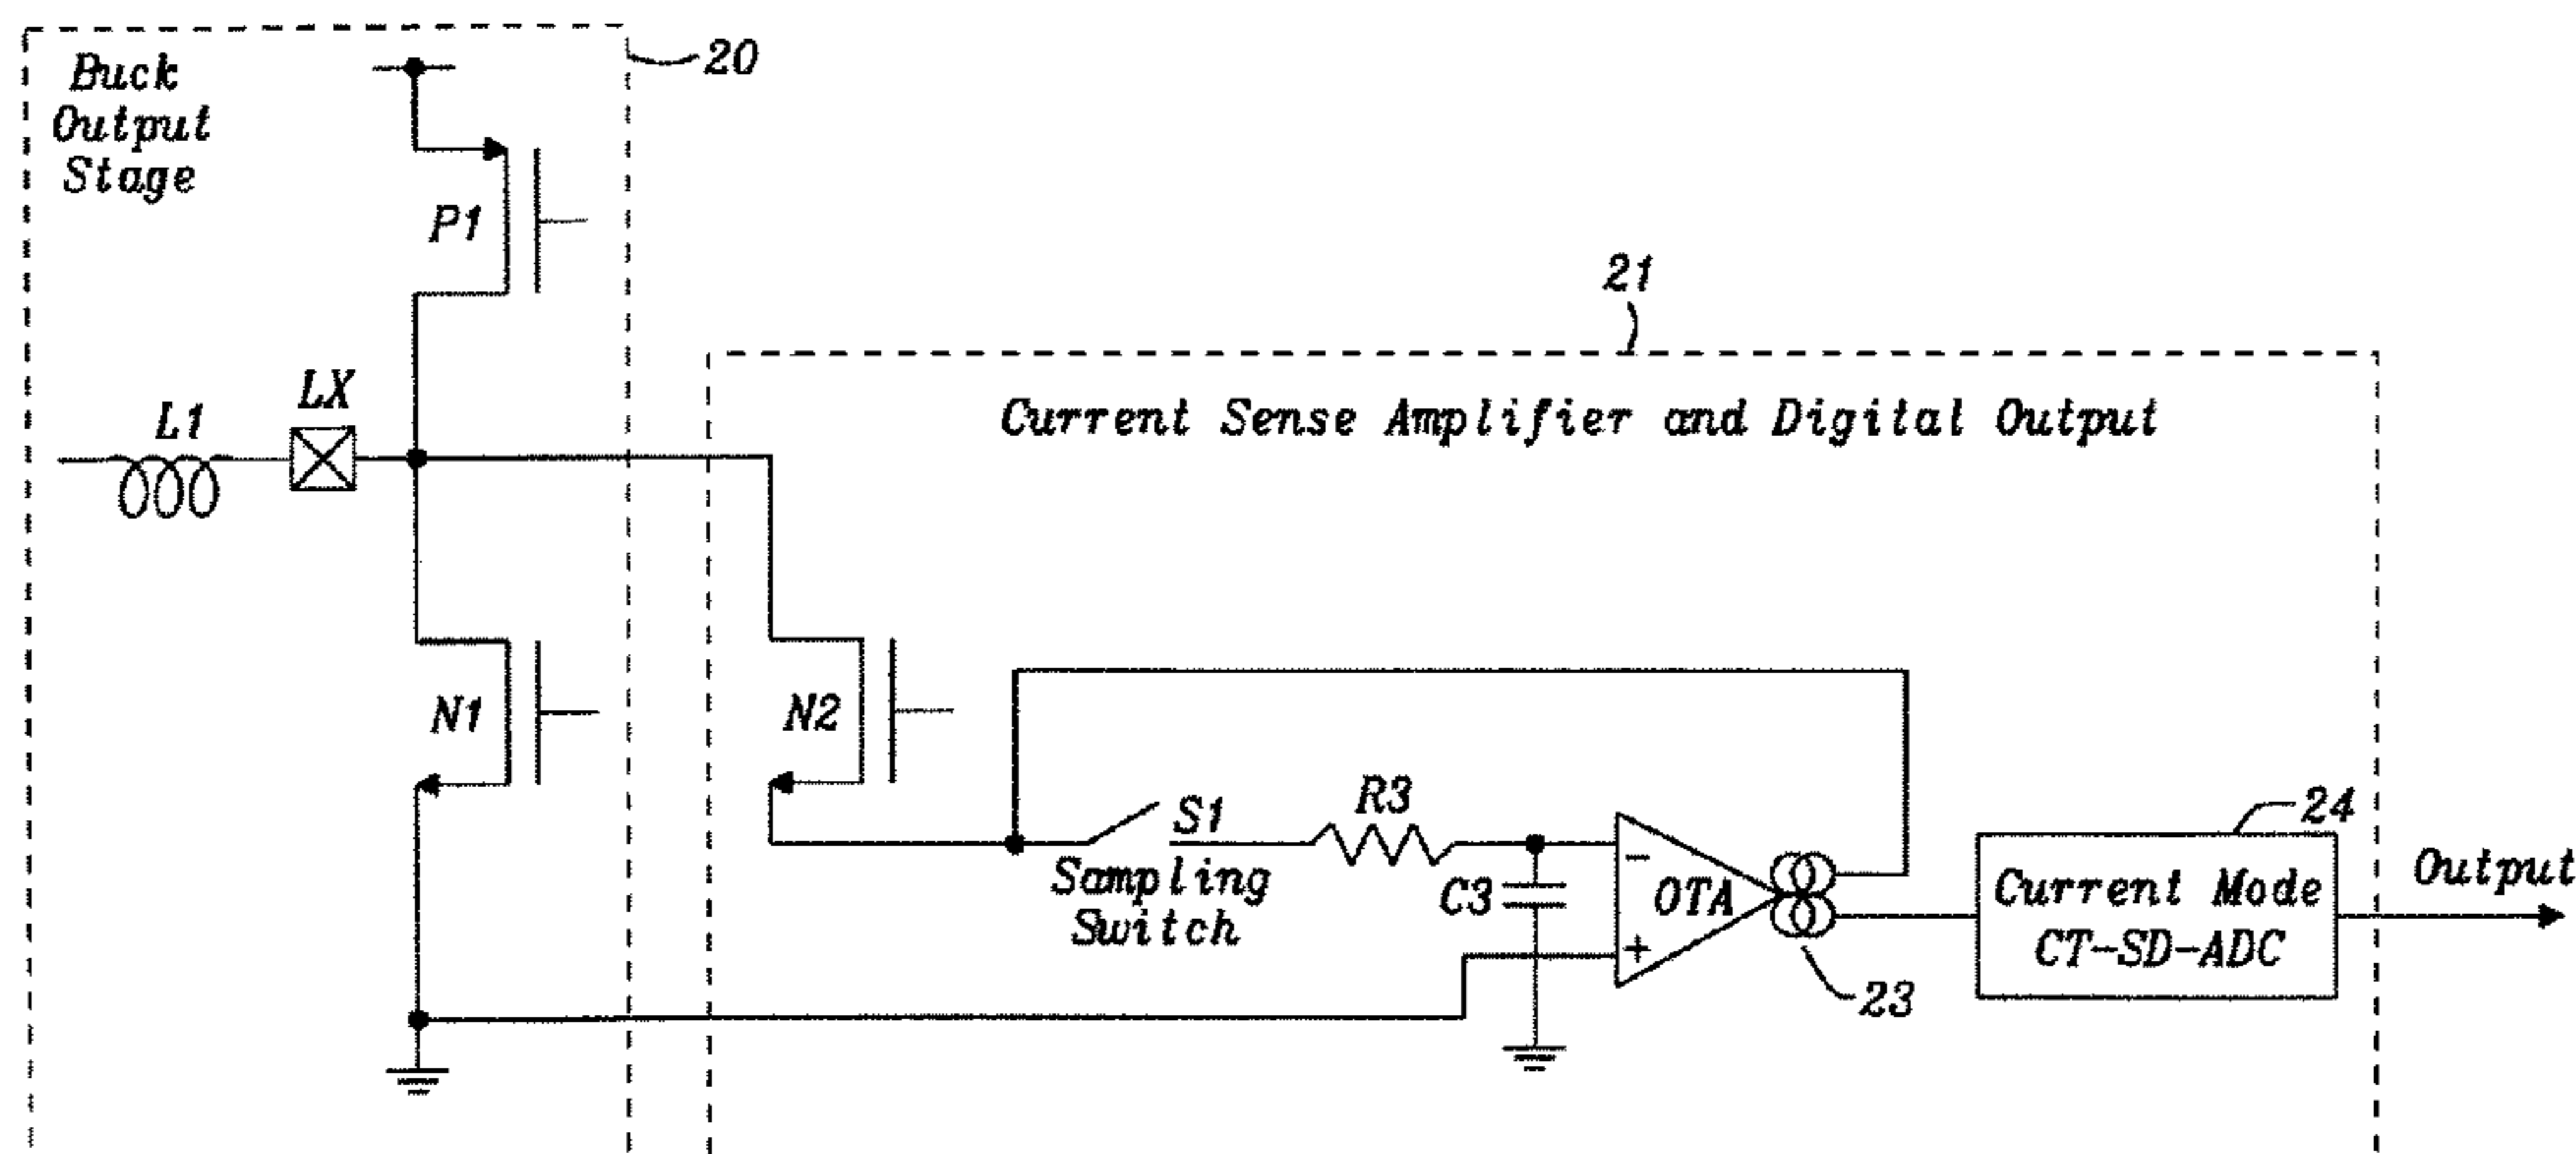 Buck
Output
Stage
20
P1
21
LX
L1
Current Sense Amplifier and Digital Output
N1
N2
S1
Sampling
Switch
R3
C3
-
OTA
+
23
24
Current Mode
CT-SD-ADC
Output